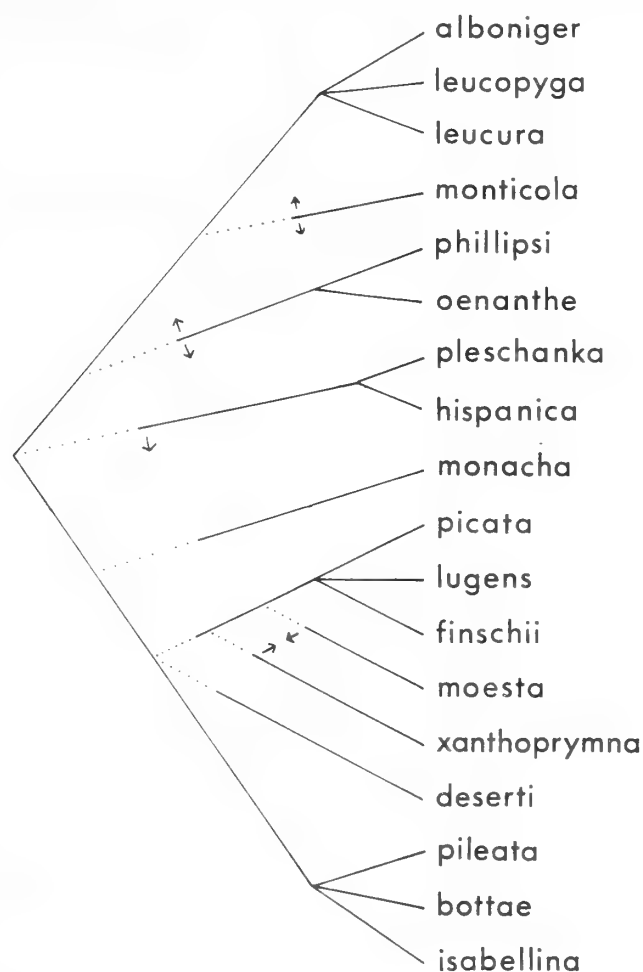 alboniger
leucopyga
leucura
monticola
phillipsi
oenanthe
pleschanka
hispanica
monacha
picata
lugens
finschii
moesta
xanthoprymna
deserti
pileata
bottae
isabellina